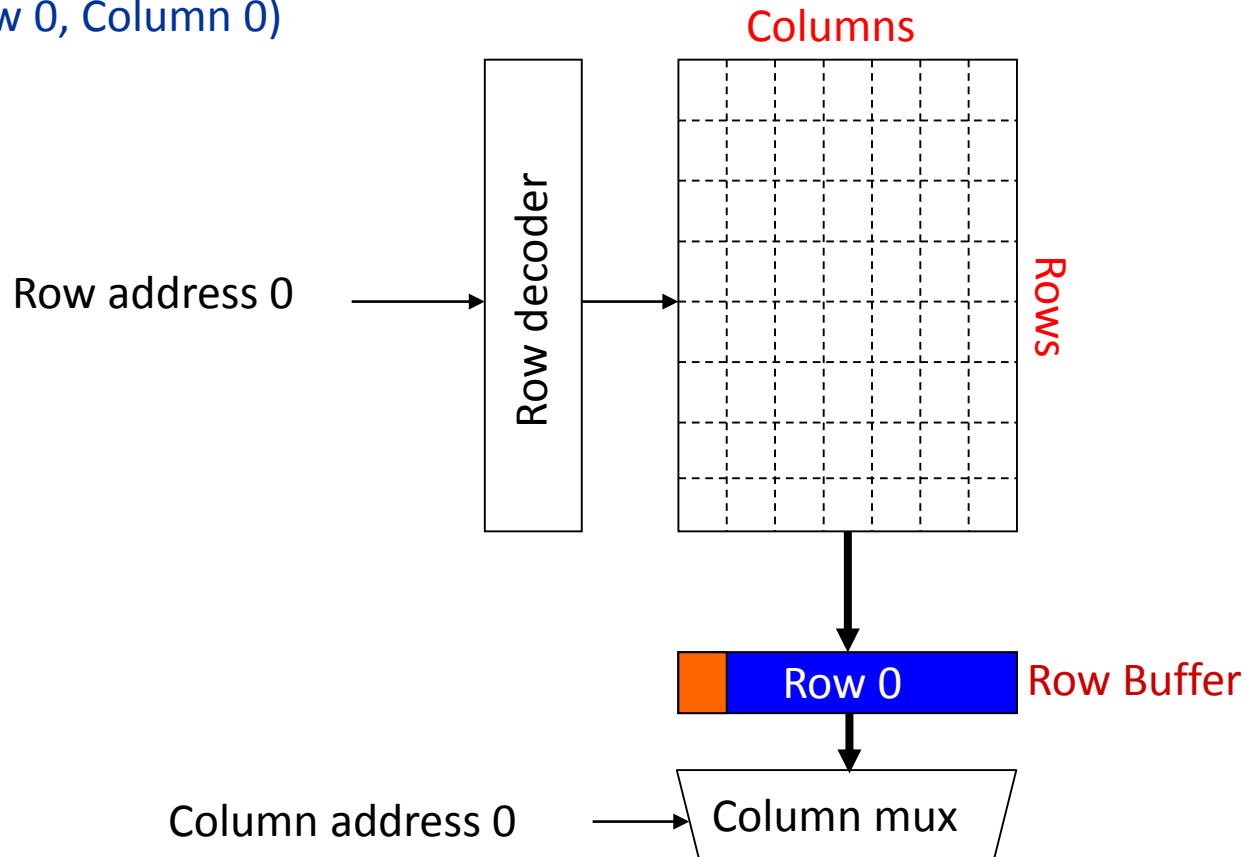 w 0, Column 0)
Columns
Row decoder
Rows
Row address 0
Row 0
Row Buffer
Column address 0
Column mux